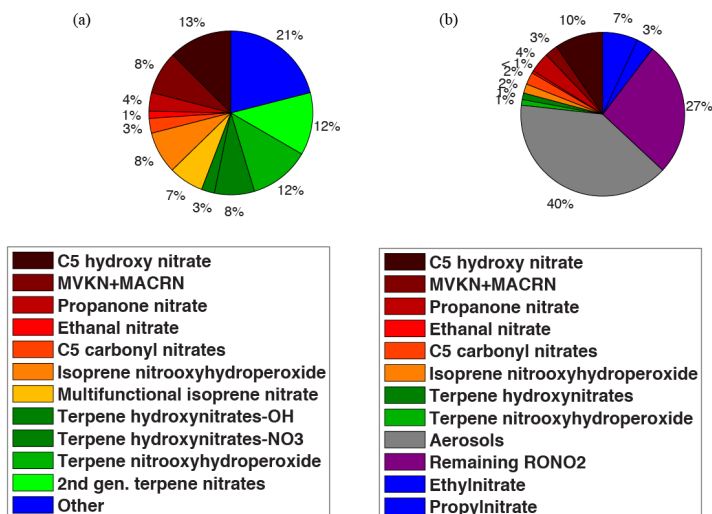 (a)
13%
21%
8%
4%
1%
3%
8%
7%
3%
8%
12%
12%
C5 hydroxy nitrate
MVKN+MACRN
Propanone nitrate
Ethanal nitrate
C5 carbonyl nitrates
Isoprene nitrooxyhydroperoxide
Multifunctional isoprene nitrate
Terpene hydroxynitrates-OH
Terpene hydroxynitrates-NO3
Terpene nitrooxyhydroperoxide
2nd gen. terpene nitrates
Other
(b)
10%
7%
3%
3%
4%
< 1%
2%
2%
1%
1%
27%
40%
C5 hydroxy nitrate
MVKN+MACRN
Propanone nitrate
Ethanal nitrate
C5 carbonyl nitrates
Isoprene nitrooxyhydroperoxide
Terpene hydroxynitrates
Terpene nitrooxyhydroperoxide
Aerosols
Remaining RONO2
Ethylnitrate
Propylnitrate